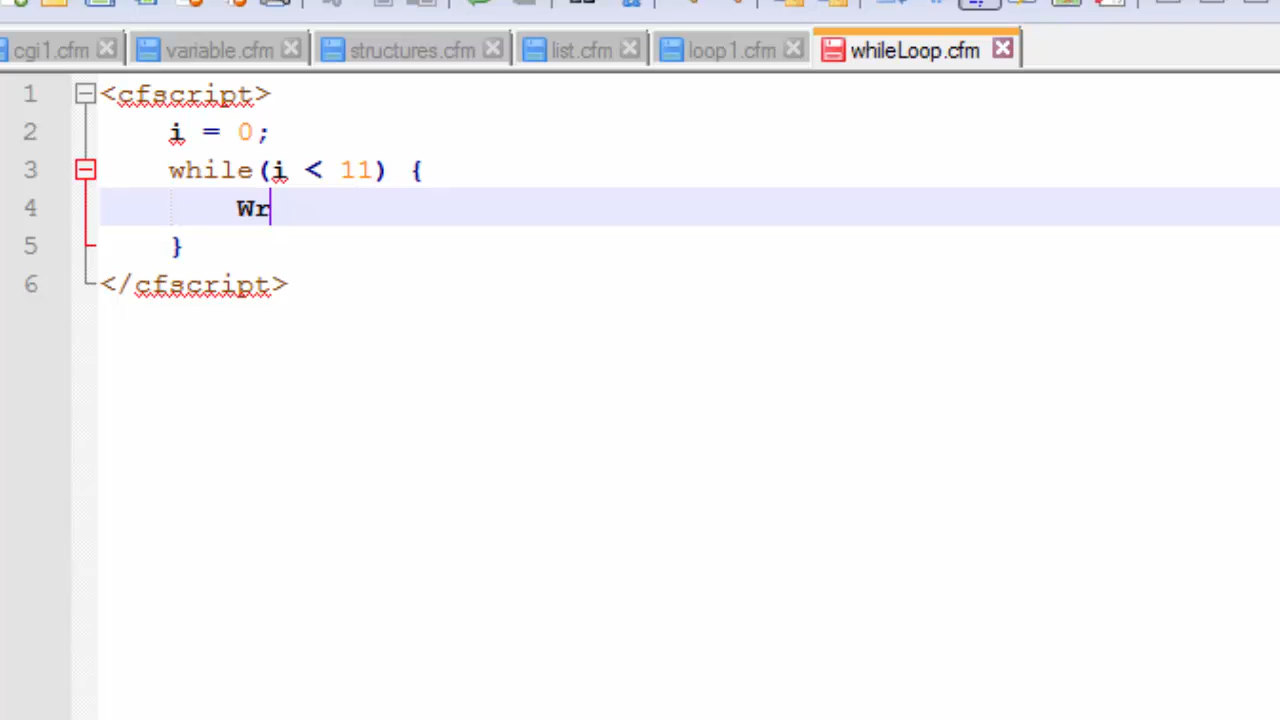 cgi1.cfm variable.cfm structures.cfm list.cfm loop1.cfm whileLoop.cfm
1 <cfscript>
2 i = 0;
3 while(i < 11) {
4 Wr
5 }
6 </cfscript>